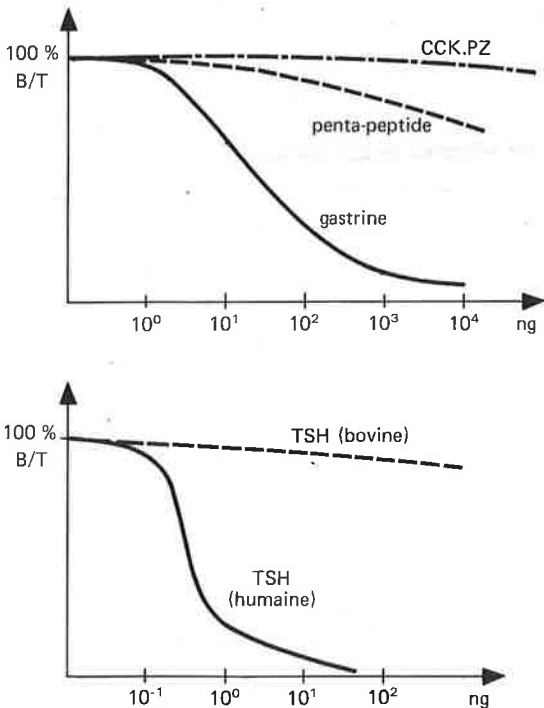 CCK.PZ
100 %
B/T
penta-peptide
gastrine
10⁰ 10¹ 10² 10³ 10⁴ ng
100 %
B/T
TSH (bovine)
TSH
(humaine)
10⁻¹ 10⁰ 10¹ 10² ng